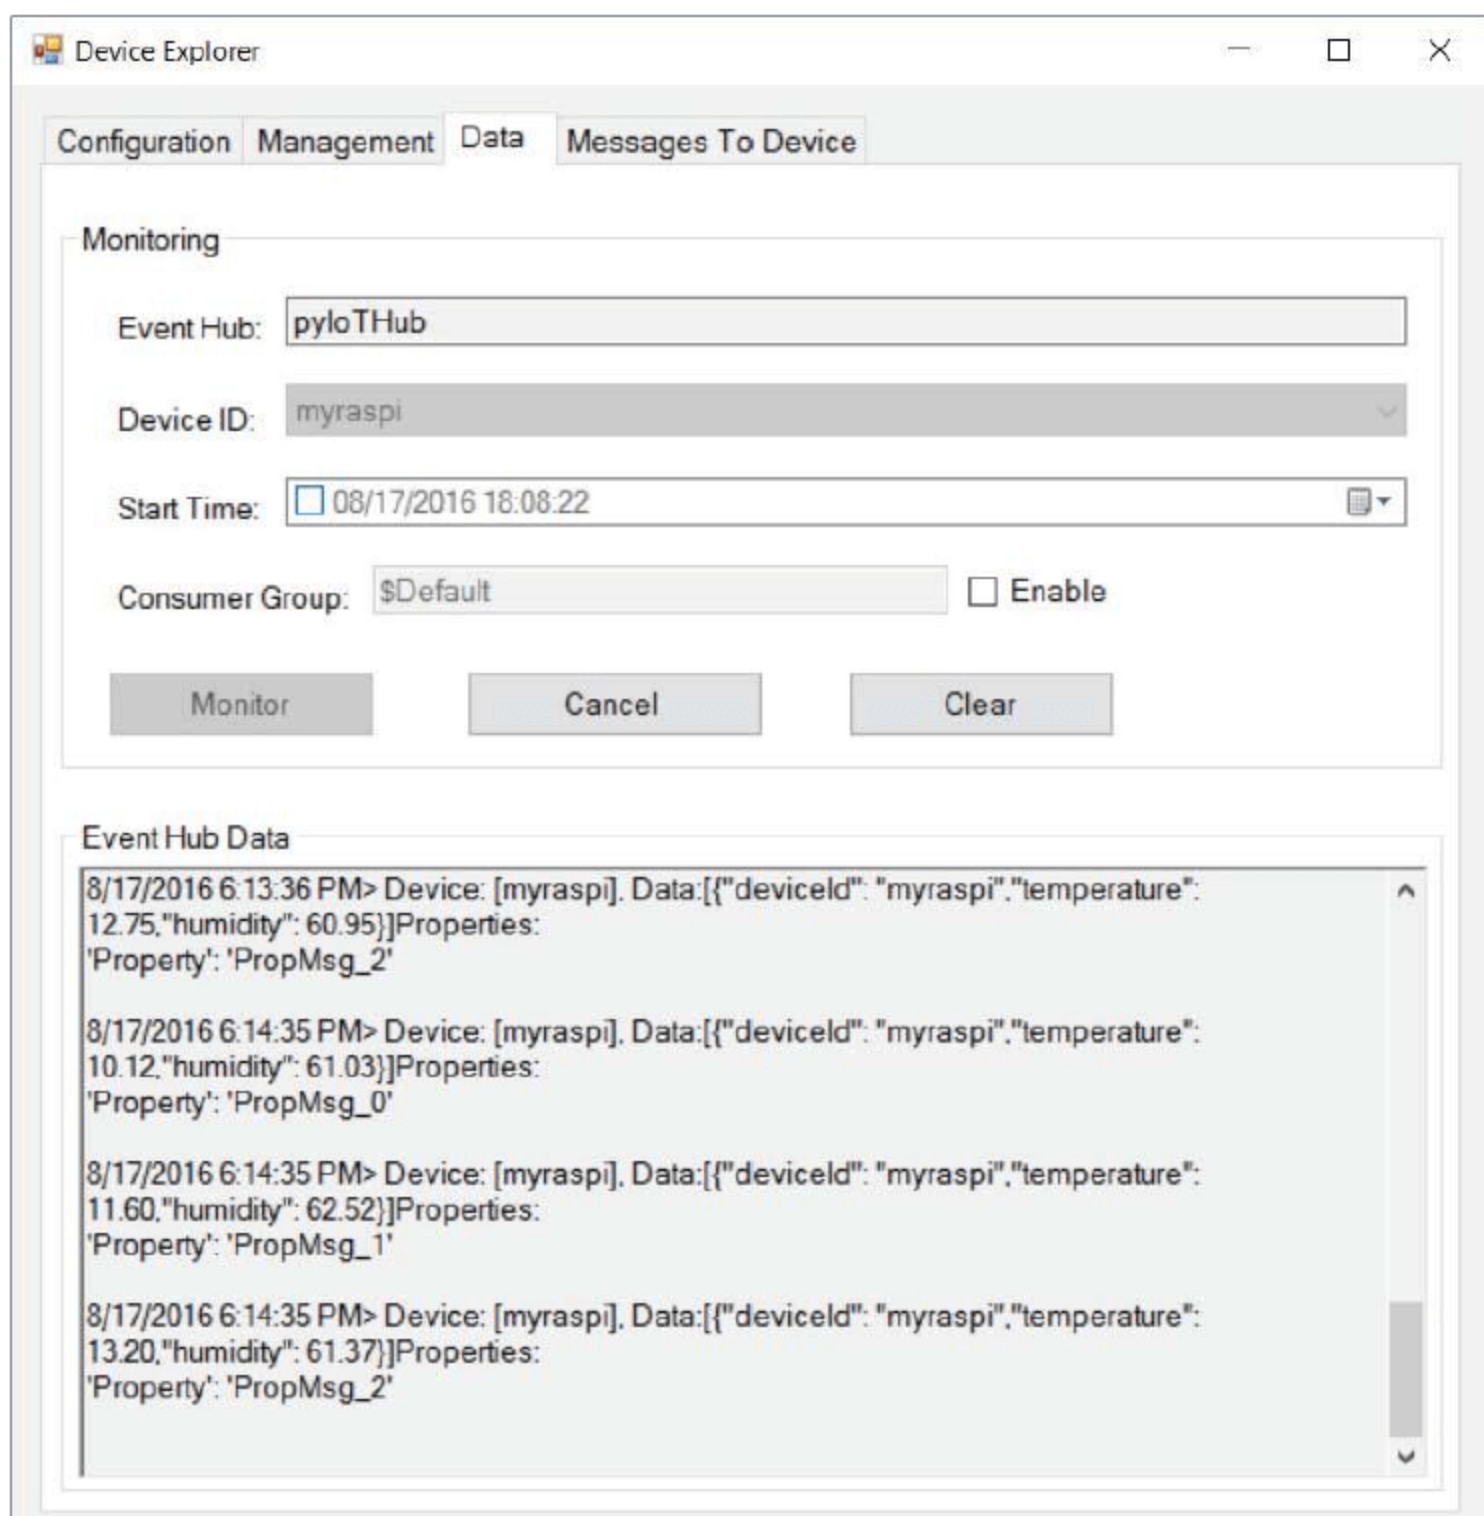 Device Explorer
Configuration Management Data Messages To Device
Monitoring
Event Hub: pyIoTHub
Device ID: myraspi
Start Time: 08/17/2016 18:08:22
Consumer Group: $Default Enable
Monitor Cancel Clear
Event Hub Data
8/17/2016 6:13:36 PM> Device: [myraspi], Data:[{"deviceId": "myraspi","temperature":
12.75,"humidity": 60.95}]Properties:
'Property': 'PropMsg_2'
8/17/2016 6:14:35 PM> Device: [myraspi], Data:[{"deviceId": "myraspi","temperature":
10.12,"humidity": 61.03}]Properties:
'Property': 'PropMsg_0'
8/17/2016 6:14:35 PM> Device: [myraspi], Data:[{"deviceId": "myraspi","temperature":
11.60,"humidity": 62.52}]Properties:
'Property': 'PropMsg_1'
8/17/2016 6:14:35 PM> Device: [myraspi], Data:[{"deviceId": "myraspi","temperature":
13.20,"humidity": 61.37}]Properties:
'Property': 'PropMsg_2'